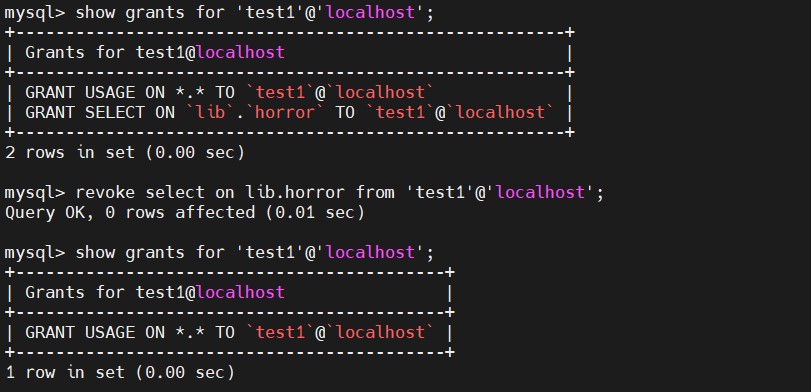 mysql> show grants for 'test1'@'localhost';
+-------------------------------------------------------+
| Grants for test1@localhost                            |
+-------------------------------------------------------+
| GRANT USAGE ON *.* TO `test1`@`localhost`             |
| GRANT SELECT ON `lib`.`horror` TO `test1`@`localhost` |
+-------------------------------------------------------+
2 rows in set (0.00 sec)
mysql> revoke select on lib.horror from 'test1'@'localhost';
Query OK, 0 rows affected (0.01 sec)
mysql> show grants for 'test1'@'localhost';
+-------------------------------------------+
| Grants for test1@localhost                |
+-------------------------------------------+
| GRANT USAGE ON *.* TO `test1`@`localhost` |
+-------------------------------------------+
1 row in set (0.00 sec)